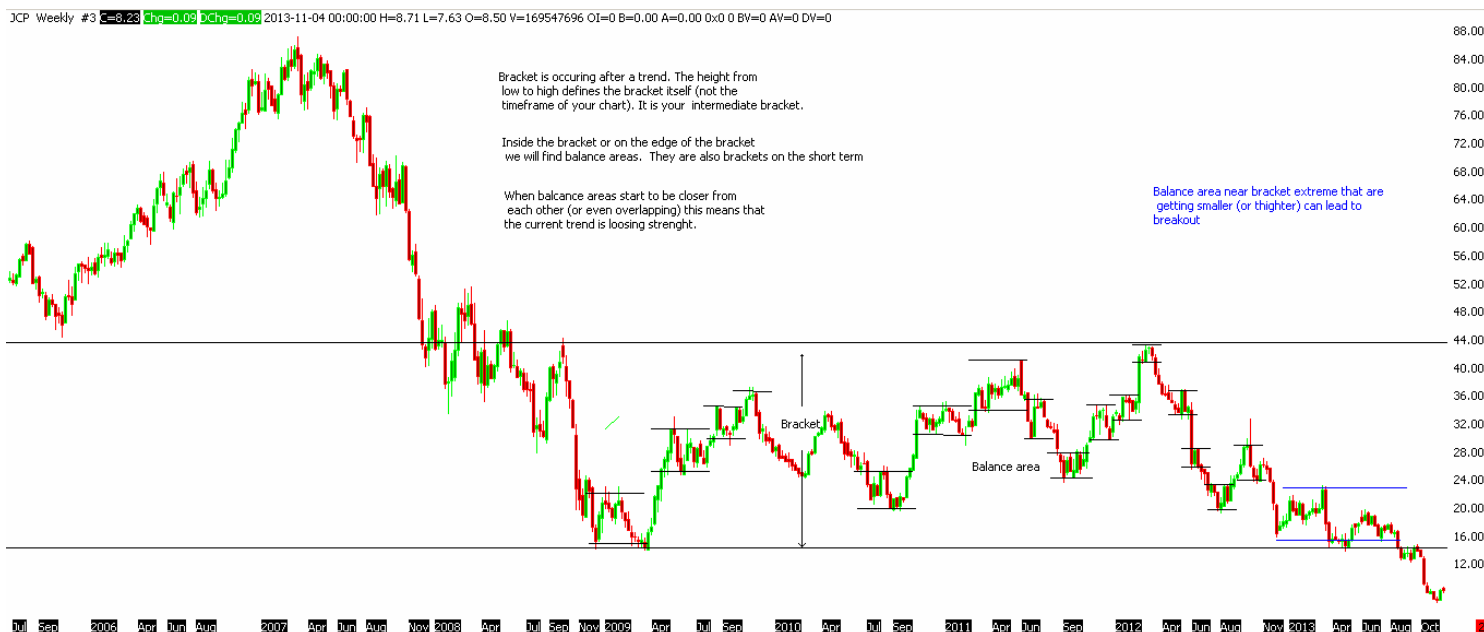 JCP Weekly #3 C=8.23 Chg=0.09 DChg=0.09 2013-11-04 00:00:00 H=8.71 L=7.63 O=8.50 V=169547696 OI=0 B=0.00 A=0.00 0x0 0 BV=0 AV=0 DV=0
88.00
84.00
80.00
76.00
72.00
68.00
64.00
60.00
56.00
52.00
48.00
44.00
40.00
36.00
32.00
28.00
24.00
20.00
16.00
12.00
Bracket is occuring after a trend. The height from
low to high defines the bracket itself (not the
timeframe of your chart). It is your intermediate bracket.
Inside the bracket or on the edge of the bracket
we will find balance areas. They are also brackets on the short term
When balcance areas start to be closer from
each other (or even overlapping) this means that
the current trend is loosing strenght.
Balance area near bracket extreme that are
getting smaller (or thighter) can lead to
breakout
Bracket
Balance area
Jul Sep 2006 Apr Jun Aug 2007 Apr Jun Aug Nov 2008 Apr Jul Sep Nov 2009 Apr Jul Sep 2010 Apr Jul Sep Nov 2011 Apr Jun Sep 2012 Apr Jun Aug Nov 2013 Apr Jun Aug Oct